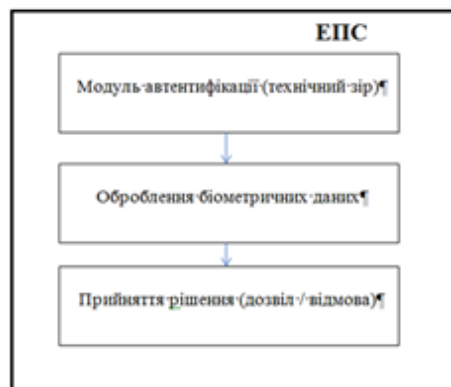 ЕПС
Модуль автентифікації (технічний зір)¶
Оброблення біометричних даних¶
Прийняття рішення (дозвіл / відмова)¶